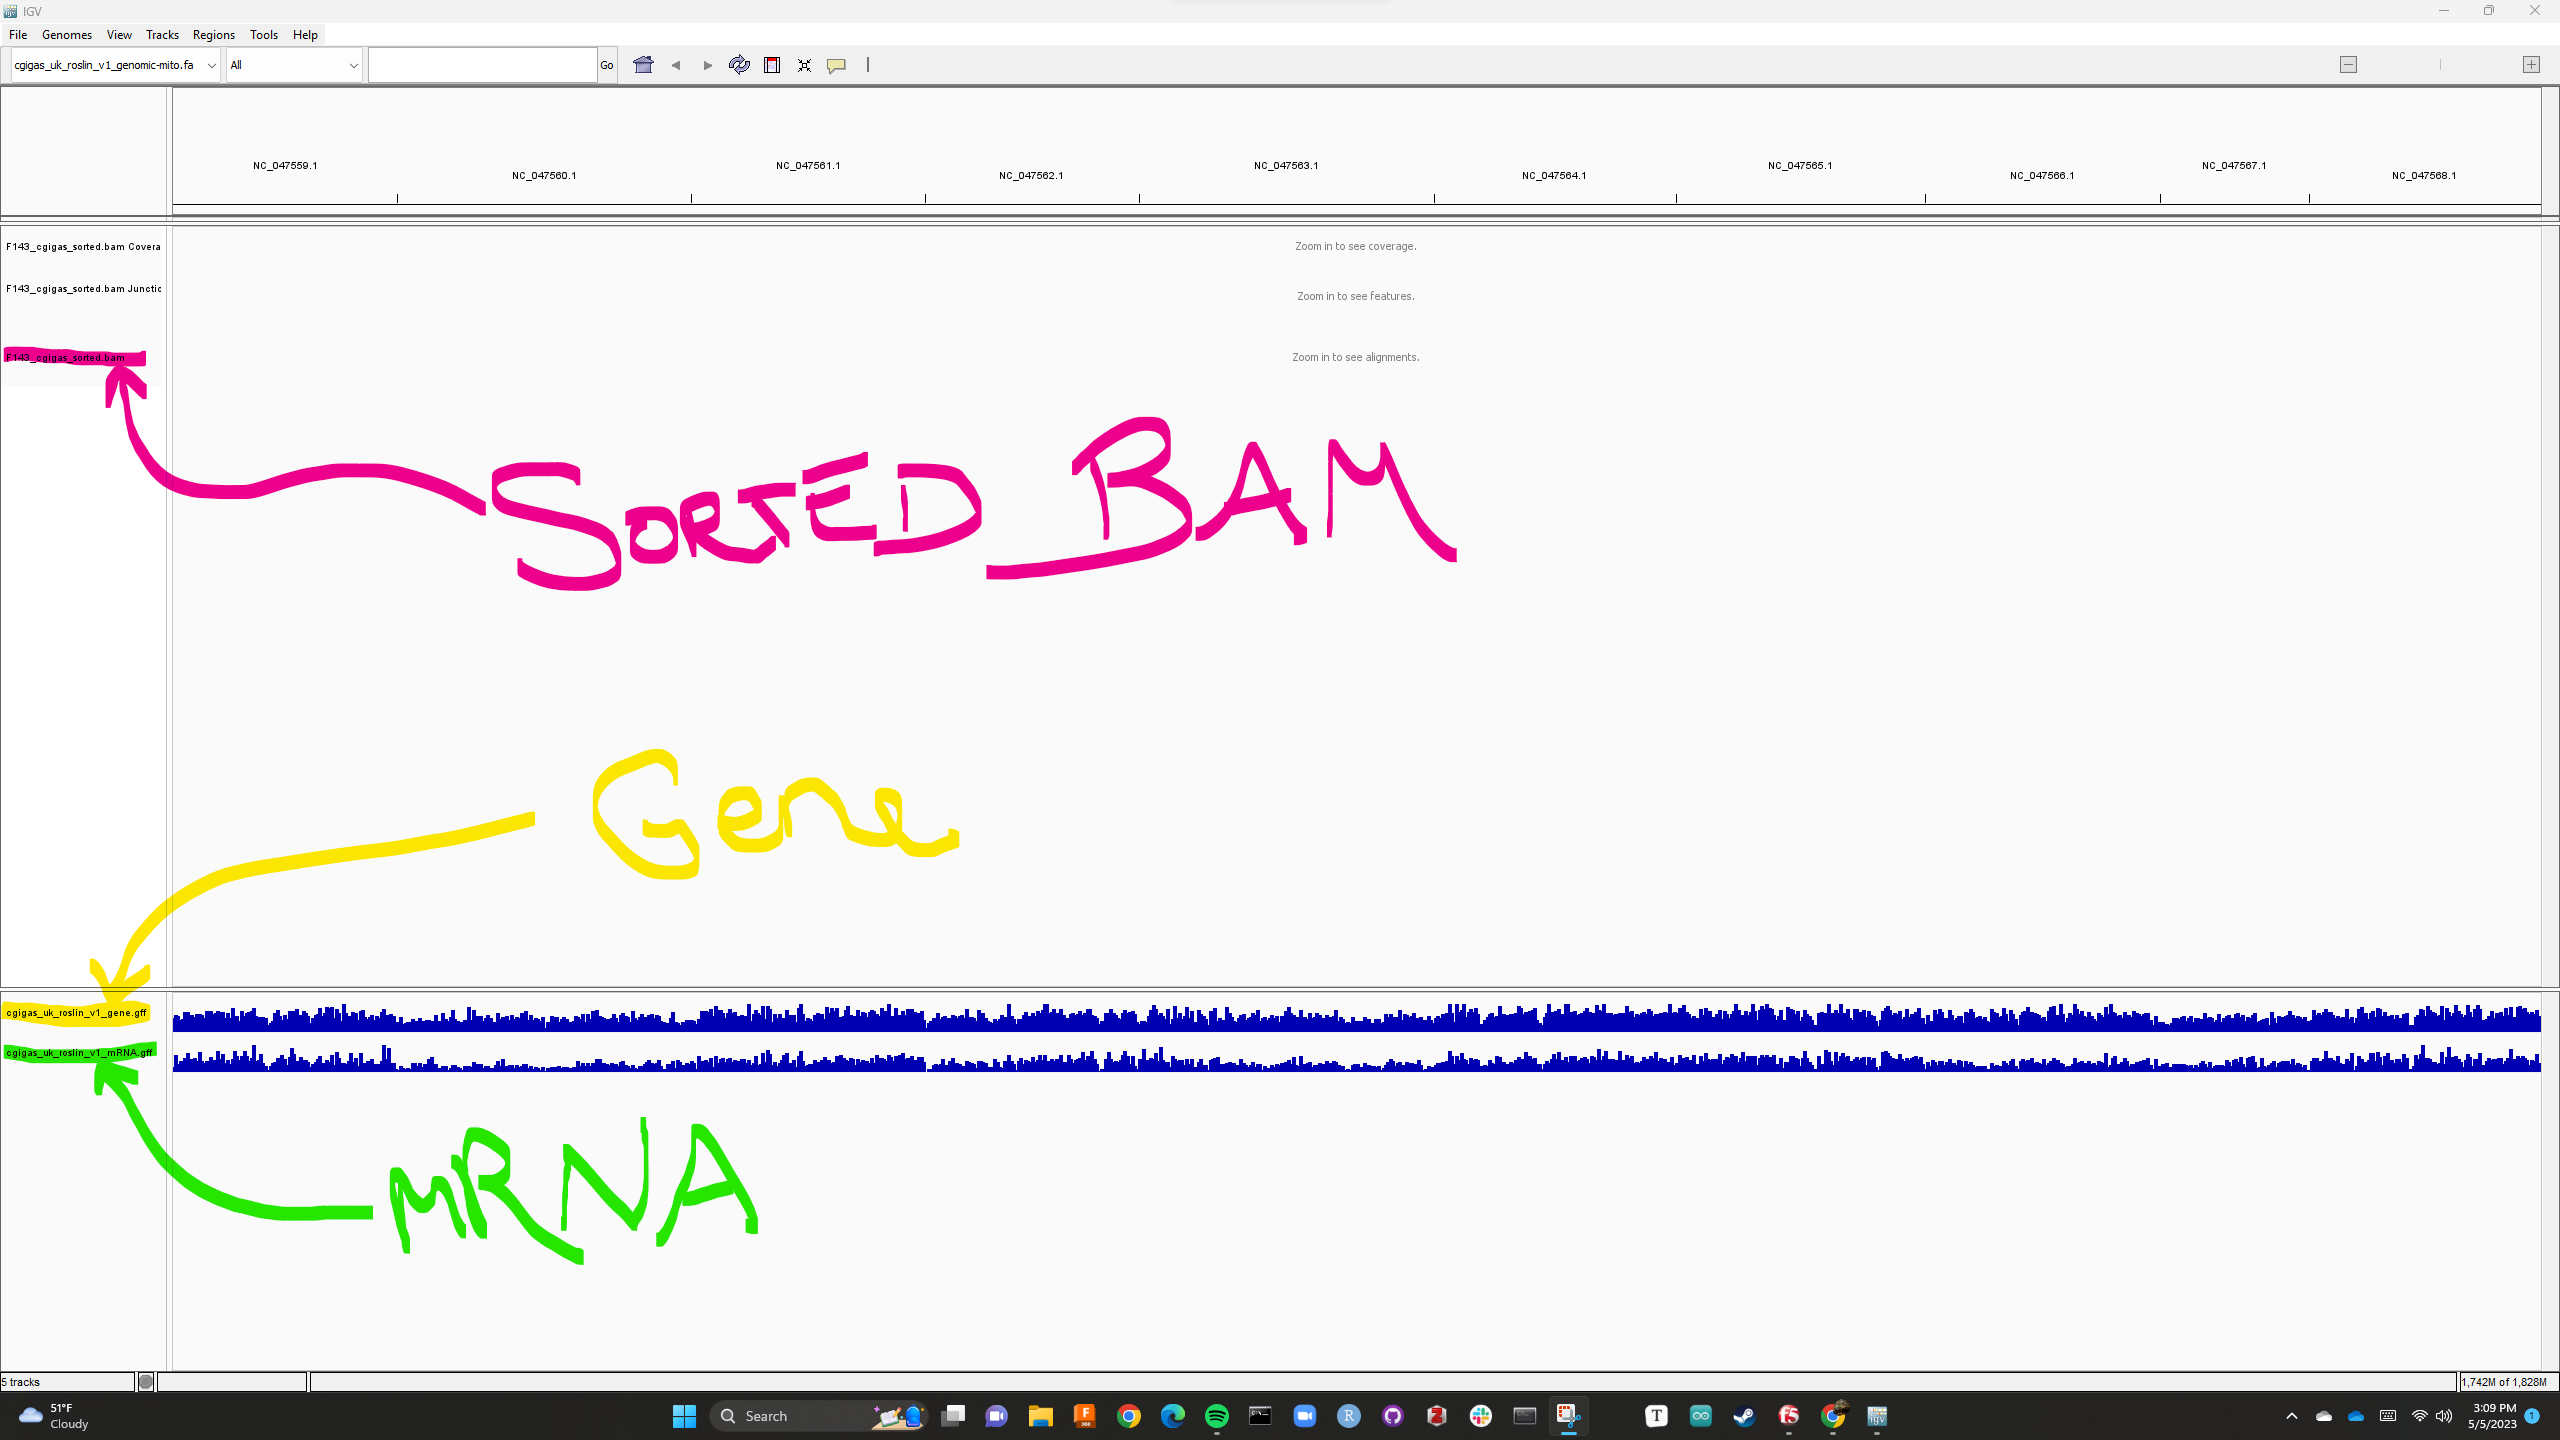 IGV
File Genomes View Tracks Regions Tools Help
cgigas_uk_roslin_v1_genomic-mito.fa All Go
NC_047559.1 NC_047560.1 NC_047561.1 NC_047562.1 NC_047563.1 NC_047564.1 NC_047565.1 NC_047566.1 NC_047567.1 NC_047568.1
F143_cgigas_sorted.bam Covera Zoom in to see coverage.
F143_cgigas_sorted.bam Junctic Zoom in to see features.
F143_cgigas_sorted.bam Zoom in to see alignments.
SORTED_BAM
Gene
cgigas_uk_roslin_v1_gene.gff
cgigas_uk_roslin_v1_mRNA.gff
mRNA
5 tracks 1,742M of 1,828M
51°F
Cloudy
Search
3:09 PM
5/5/2023
1